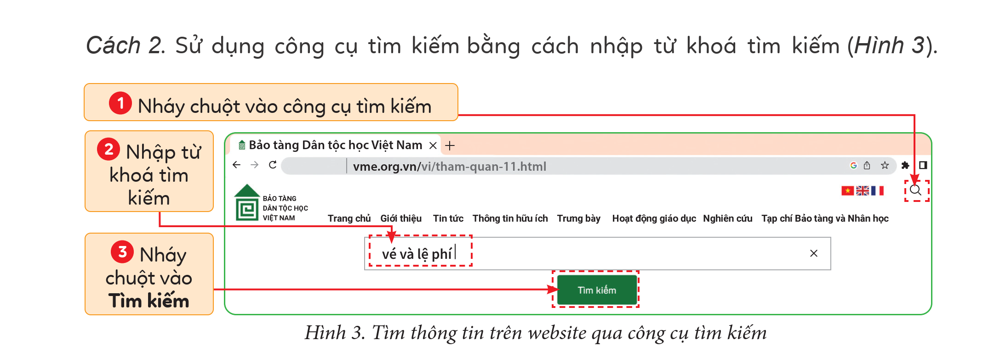 Cách 2. Sử dụng công cụ tìm kiếm bằng cách nhập từ khoá tìm kiếm (Hình 3).
1 Nháy chuột vào công cụ tìm kiếm
2 Nhập từ
khoá tìm
kiếm
3 Nháy
chuột vào
Tìm kiếm
Bảo tàng Dân tộc học Việt Nam
vme.org.vn/vi/tham-quan-11.html
BẢO TÀNG
DÂN TỘC HỌC
VIỆT NAM
Trang chủ Giới thiệu Tin tức Thông tin hữu ích Trưng bày Hoạt động giáo dục Nghiên cứu Tạp chí Bảo tàng và Nhân học
vé và lệ phí
Tìm kiếm
Hình 3. Tìm thông tin trên website qua công cụ tìm kiếm